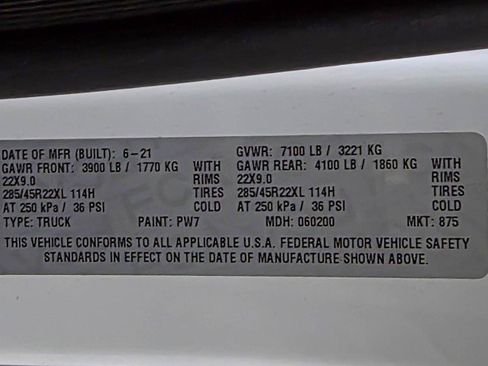 DATE OF MFR (BUILT): 6-21 GVWR: 7100 LB / 3221 KG
GAWR FRONT: 3900 LB / 1770 KG WITH GAWR REAR: 4100 LB / 1860 KG WITH
22X9.0 RIMS 22X9.0 RIMS
285/45R22XL 114H TIRES 285/45R22XL 114H TIRES
AT 250 kPa / 36 PSI COLD AT 250 kPa / 36 PSI COLD
TYPE: TRUCK PAINT: PW7 MDH: 060200 MKT: 875
THIS VEHICLE CONFORMS TO ALL APPLICABLE U.S.A. FEDERAL MOTOR VEHICLE SAFETY
STANDARDS IN EFFECT ON THE DATE OF MANUFACTURE SHOWN ABOVE.